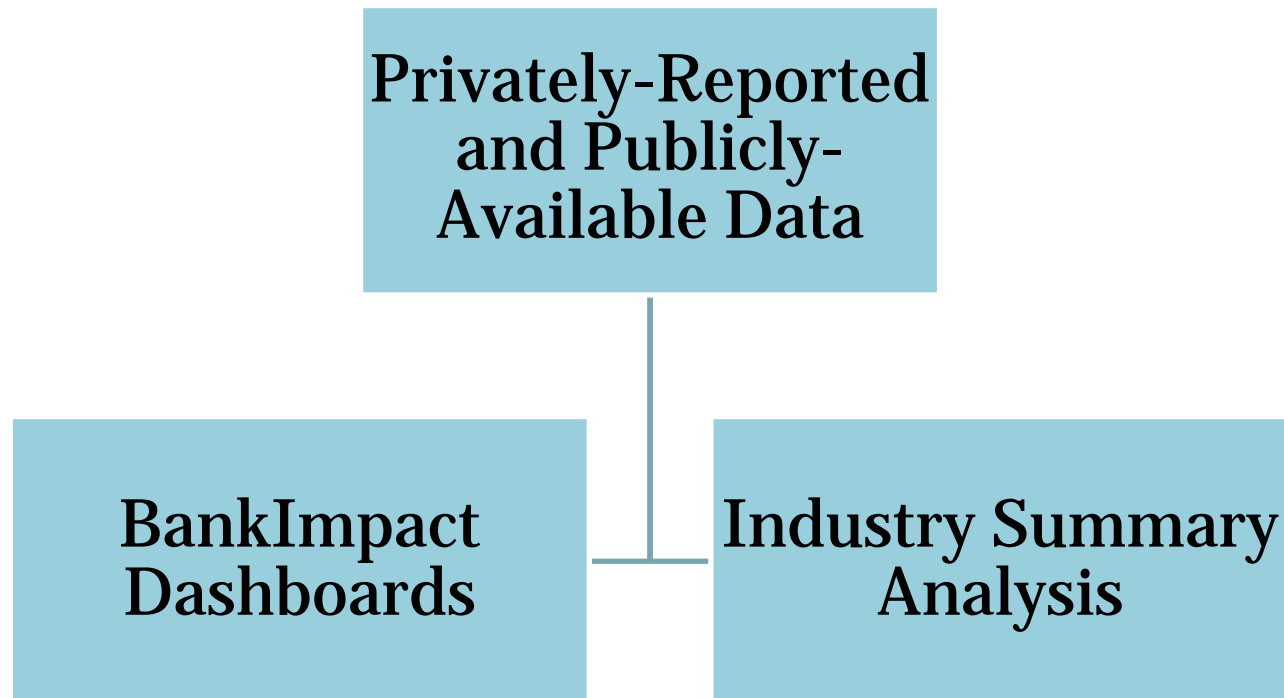 Privately-Reported
and Publicly-
Available Data
BankImpact
Dashboards
Industry Summary
Analysis